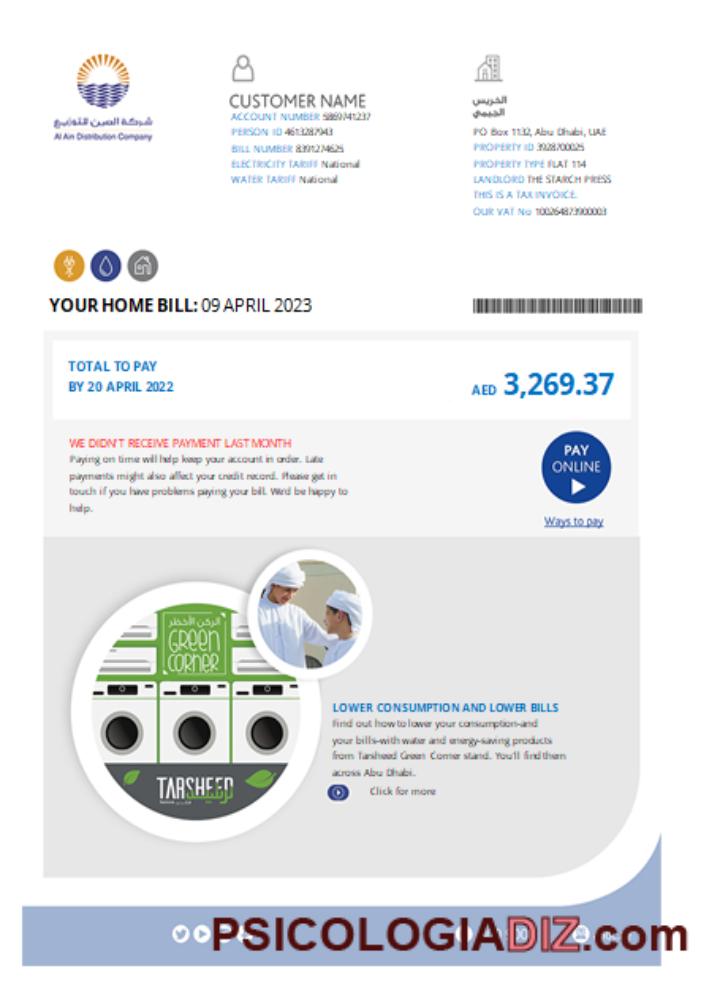 شركة العين للتوزيع
Al Ain Distribution Company
CUSTOMER NAME
ACCOUNT NUMBER 5869741237
PERSON ID 4613287943
BILL NUMBER 8391274625
ELECTRICITY TARIFF National
WATER TARIFF National
الخريس
الجيمي
PO Box 1132, Abu Dhabi, UAE
PROPERTY ID 3928700025
PROPERTY TYPE FLAT 114
LANDLORD THE STARCH PRESS
THIS IS A TAX INVOICE.
OUR VAT No 100264873900003
YOUR HOME BILL: 09 APRIL 2023
TOTAL TO PAY
BY 20 APRIL 2022
AED 3,269.37
WE DIDN'T RECEIVE PAYMENT LAST MONTH
Paying on time will help keep your account in order. Late
payments might also affect your credit record. Please get in
touch if you have problems paying your bill. We'd be happy to
help.
PAY
ONLINE
Ways to pay
الركن الأخضر
GREEN
CORNER
TARSHEED
ترشيد
LOWER CONSUMPTION AND LOWER BILLS
Find out how to lower your consumption-and
your bills-with water and energy-saving products
from Tarsheed Green Corner stand. You'll find them
across Abu Dhabi.
Click for more
PSICOLOGIADIZ.com